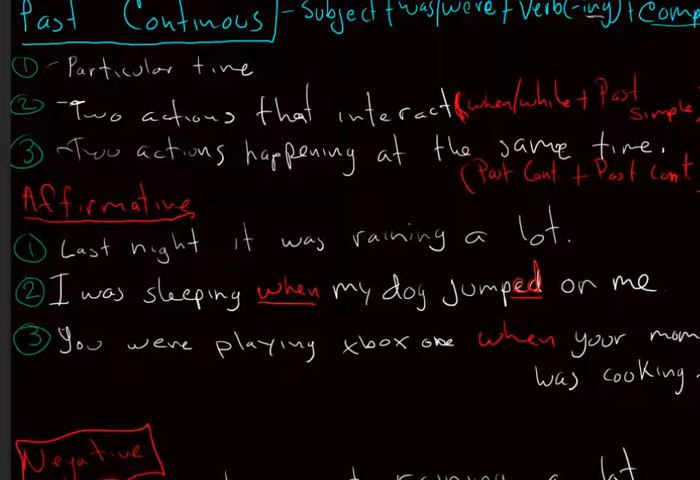 Past Continous - Subject + was/were + Verb(-ing) + Comp
① - Particular time
② - Two actions that interact (when/while + Past Simple)
③ - Two actions happening at the same time.
(Past Cont + Past Cont.
Affirmative
① Last night it was raining a lot.
② I was sleeping when my dog jumped on me
③ You were playing xbox one when your mom
was cooking.
Negative
raining a lot